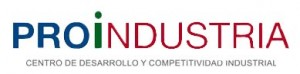 PROiNDUSTRIA
CENTRO DE DESARROLLO Y COMPETITIVIDAD INDUSTRIAL